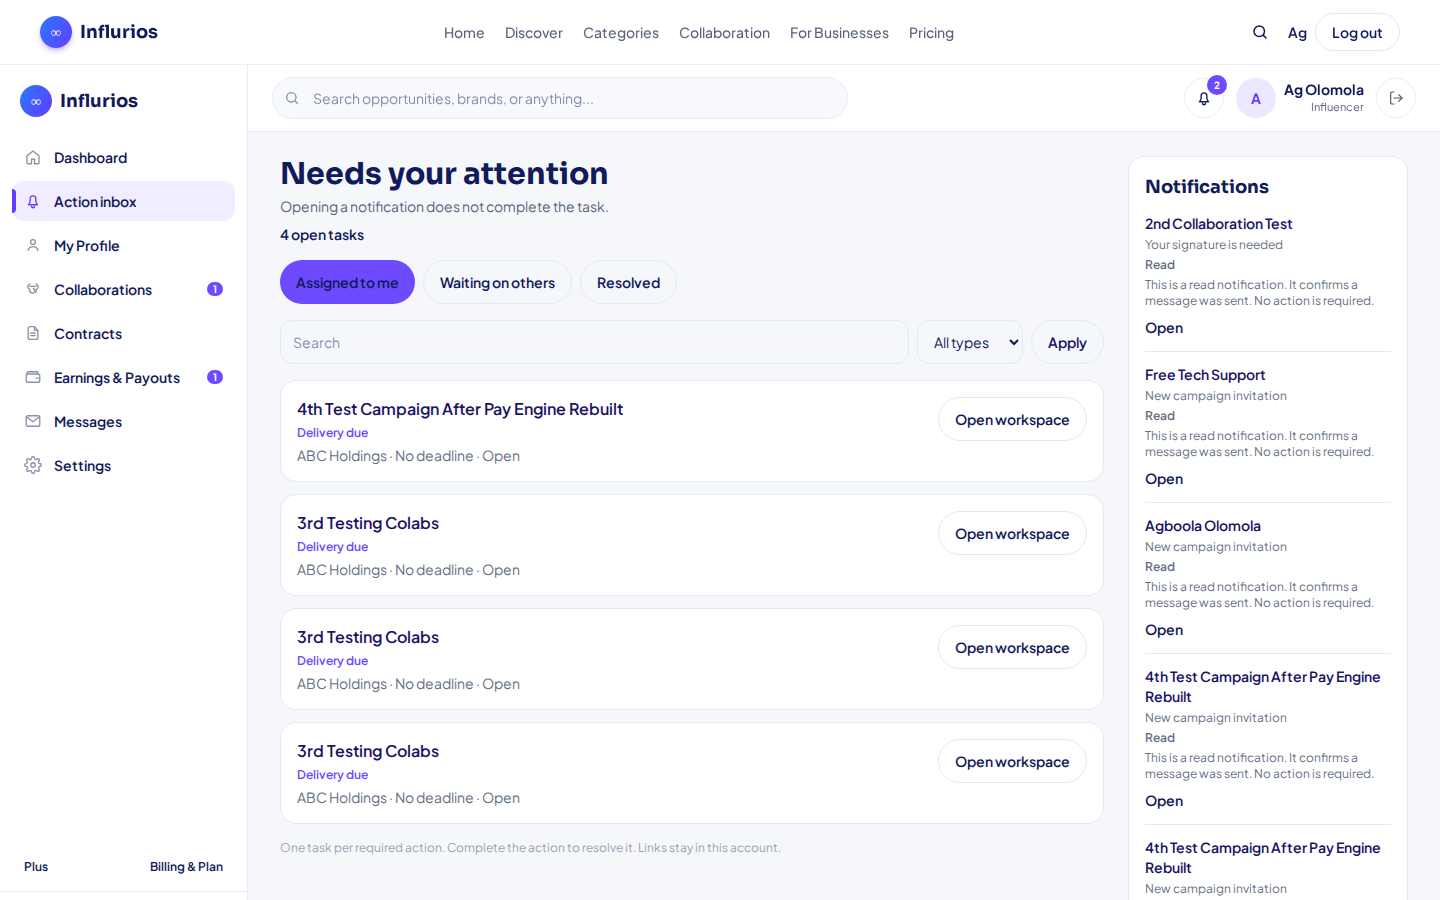 Influrios
Home Discover Categories Collaboration For Businesses Pricing
Ag Log out
Influrios
Dashboard
Action inbox
My Profile
Collaborations 1
Contracts
Earnings & Payouts 1
Messages
Settings
Plus Billing & Plan
Search opportunities, brands, or anything...
2
A
Ag Olomola
Influencer
Needs your attention
Opening a notification does not complete the task.
4 open tasks
Assigned to me Waiting on others Resolved
Search All types Apply
4th Test Campaign After Pay Engine Rebuilt
Delivery due
ABC Holdings · No deadline · Open
Open workspace
3rd Testing Colabs
Delivery due
ABC Holdings · No deadline · Open
Open workspace
3rd Testing Colabs
Delivery due
ABC Holdings · No deadline · Open
Open workspace
3rd Testing Colabs
Delivery due
ABC Holdings · No deadline · Open
Open workspace
One task per required action. Complete the action to resolve it. Links stay in this account.
Notifications
2nd Collaboration Test
Your signature is needed
Read
This is a read notification. It confirms a
message was sent. No action is required.
Open
Free Tech Support
New campaign invitation
Read
This is a read notification. It confirms a
message was sent. No action is required.
Open
Agboola Olomola
New campaign invitation
Read
This is a read notification. It confirms a
message was sent. No action is required.
Open
4th Test Campaign After Pay Engine
Rebuilt
New campaign invitation
Read
This is a read notification. It confirms a
message was sent. No action is required.
Open
4th Test Campaign After Pay Engine
Rebuilt
New campaign invitation